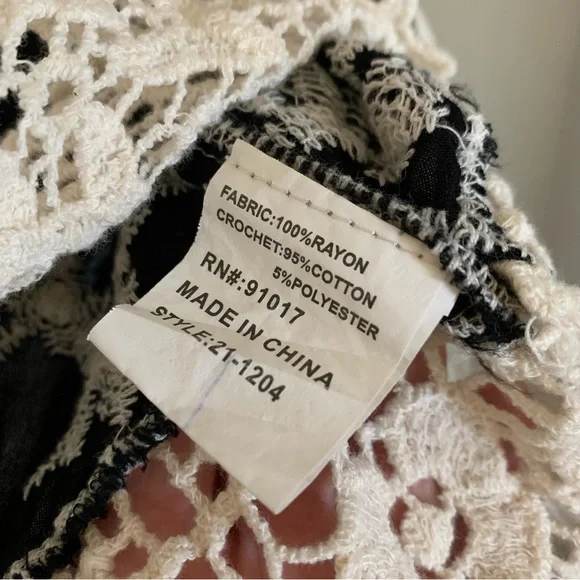 FABRIC:100%RAYON
CROCHET:95%COTTON
5%POLYESTER
RN#:91017
MADE IN CHINA
STYLE:21-1204